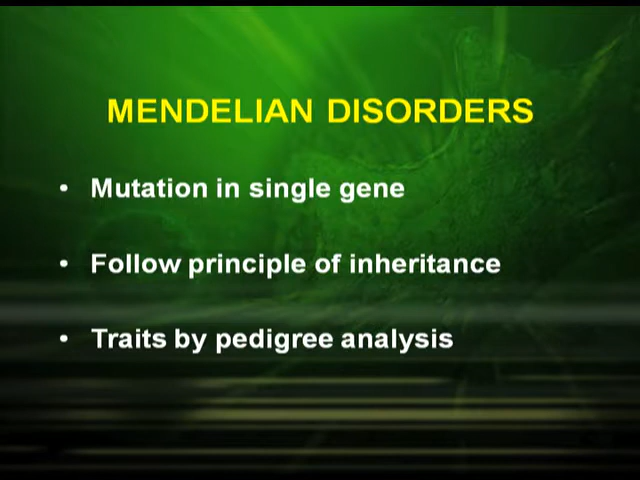 MENDELIAN DISORDERS
• Mutation in single gene
• Follow principle of inheritance
• Traits by pedigree analysis